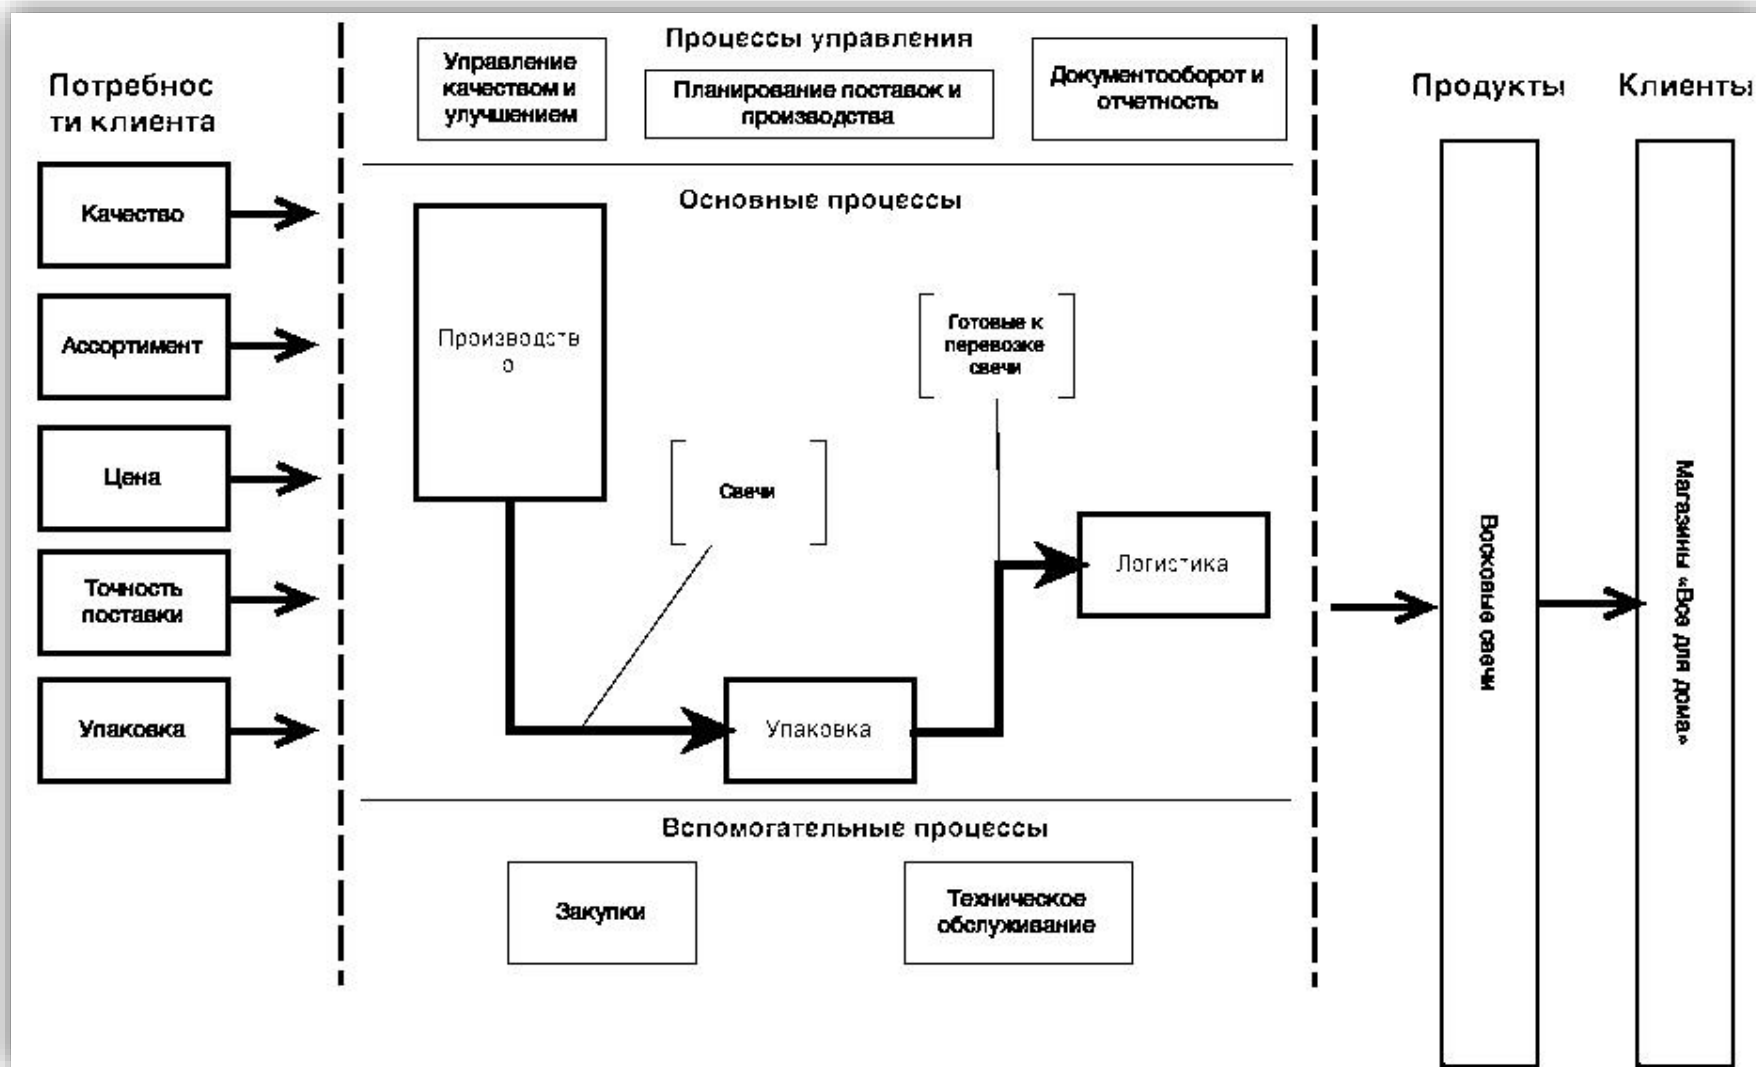 Потребнос
ти клиента
Качество
Ассортимент
Цена
Точность
поставки
Упаковка
Процессы управления
Управление
качеством и
улучшением
Планирование поставок и
производства
Документооборот и
отчетность
Основные процессы
Производств
о
Свечи
Готовые к
перевозке
свечи
Упаковка
Логистика
Вспомогательные процессы
Закупки
Техническое
обслуживание
Продукты
Восковые свечи
Клиенты
Магазины «Все для дома»